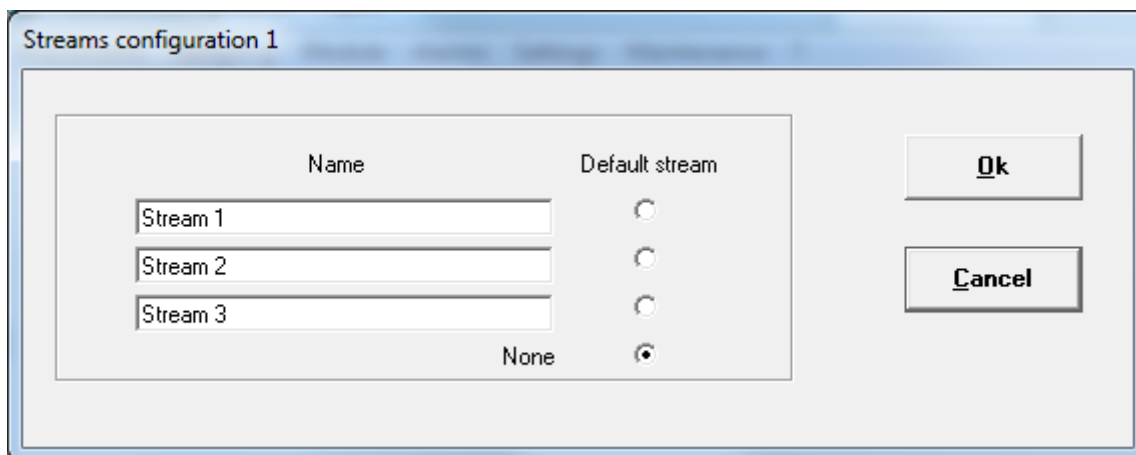 Streams configuration 1
Name Default stream
Stream 1
Stream 2
Stream 3
None
Ok
Cancel